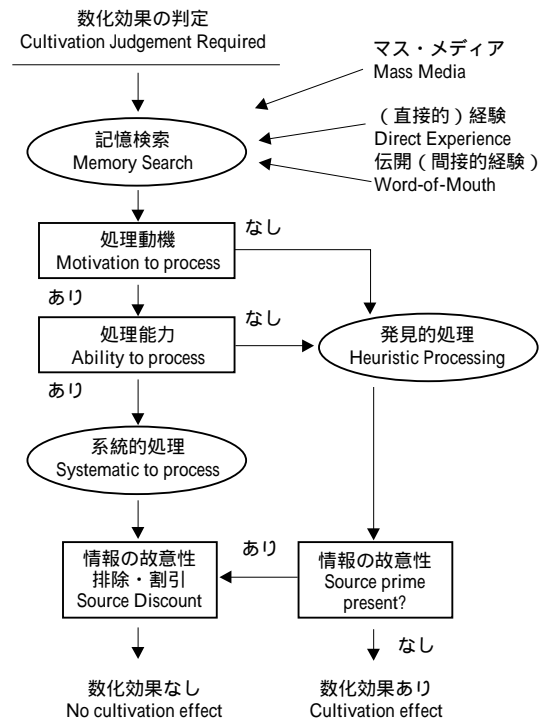 数化効果の判定
Cultivation Judgement Required
マス・メディア
Mass Media
（直接的）経験
Direct Experience
伝聞（間接的経験）
Word-of-Mouth
記憶検索
Memory Search
処理動機
Motivation to process
なし
あり
処理能力
Ability to process
なし
あり
発見的処理
Heuristic Processing
系統的処理
Systematic to process
情報の故意性
排除・割引
Source Discount
あり
情報の故意性
Source prime
present?
なし
数化効果なし
No cultivation effect
数化効果あり
Cultivation effect